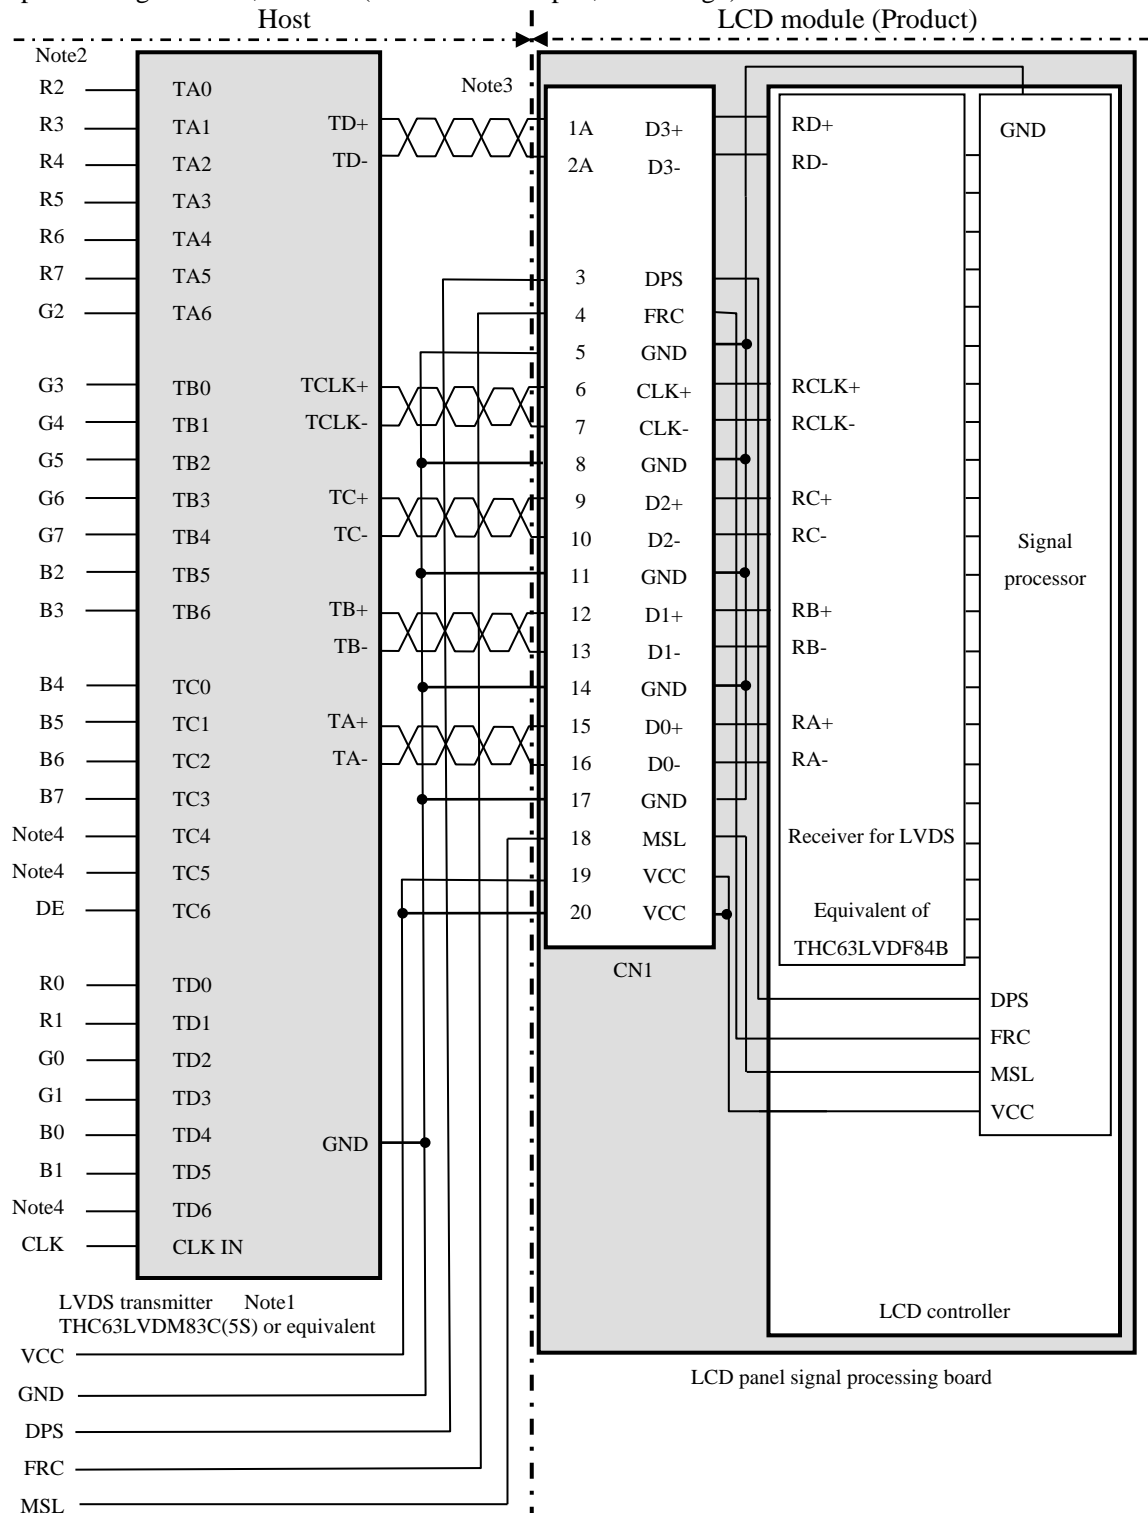 Host
LCD module (Product)
Note2
R2 TA0
R3 TA1
R4 TA2
R5 TA3
R6 TA4
R7 TA5
G2 TA6
G3 TB0
G4 TB1
G5 TB2
G6 TB3
G7 TB4
B2 TB5
B3 TB6
B4 TC0
B5 TC1
B6 TC2
B7 TC3
Note4 TC4
Note4 TC5
DE TC6
R0 TD0
R1 TD1
G0 TD2
G1 TD3
B0 TD4
B1 TD5
Note4 TD6
CLK CLK IN
TD+
TD-
TCLK+
TCLK-
TC+
TC-
TB+
TB-
TA+
TA-
GND
LVDS transmitter Note1
THC63LVDM83C(5S) or equivalent
VCC
GND
DPS
FRC
MSL
Note3
1A D3+
2A D3-
3 DPS
4 FRC
5 GND
6 CLK+
7 CLK-
8 GND
9 D2+
10 D2-
11 GND
12 D1+
13 D1-
14 GND
15 D0+
16 D0-
17 GND
18 MSL
19 VCC
20 VCC
CN1
RD+
RD-
RCLK+
RCLK-
RC+
RC-
RB+
RB-
RA+
RA-
Receiver for LVDS
Equivalent of
THC63LVDF84B
GND
Signal
processor
DPS
FRC
MSL
VCC
LCD controller
LCD panel signal processing board